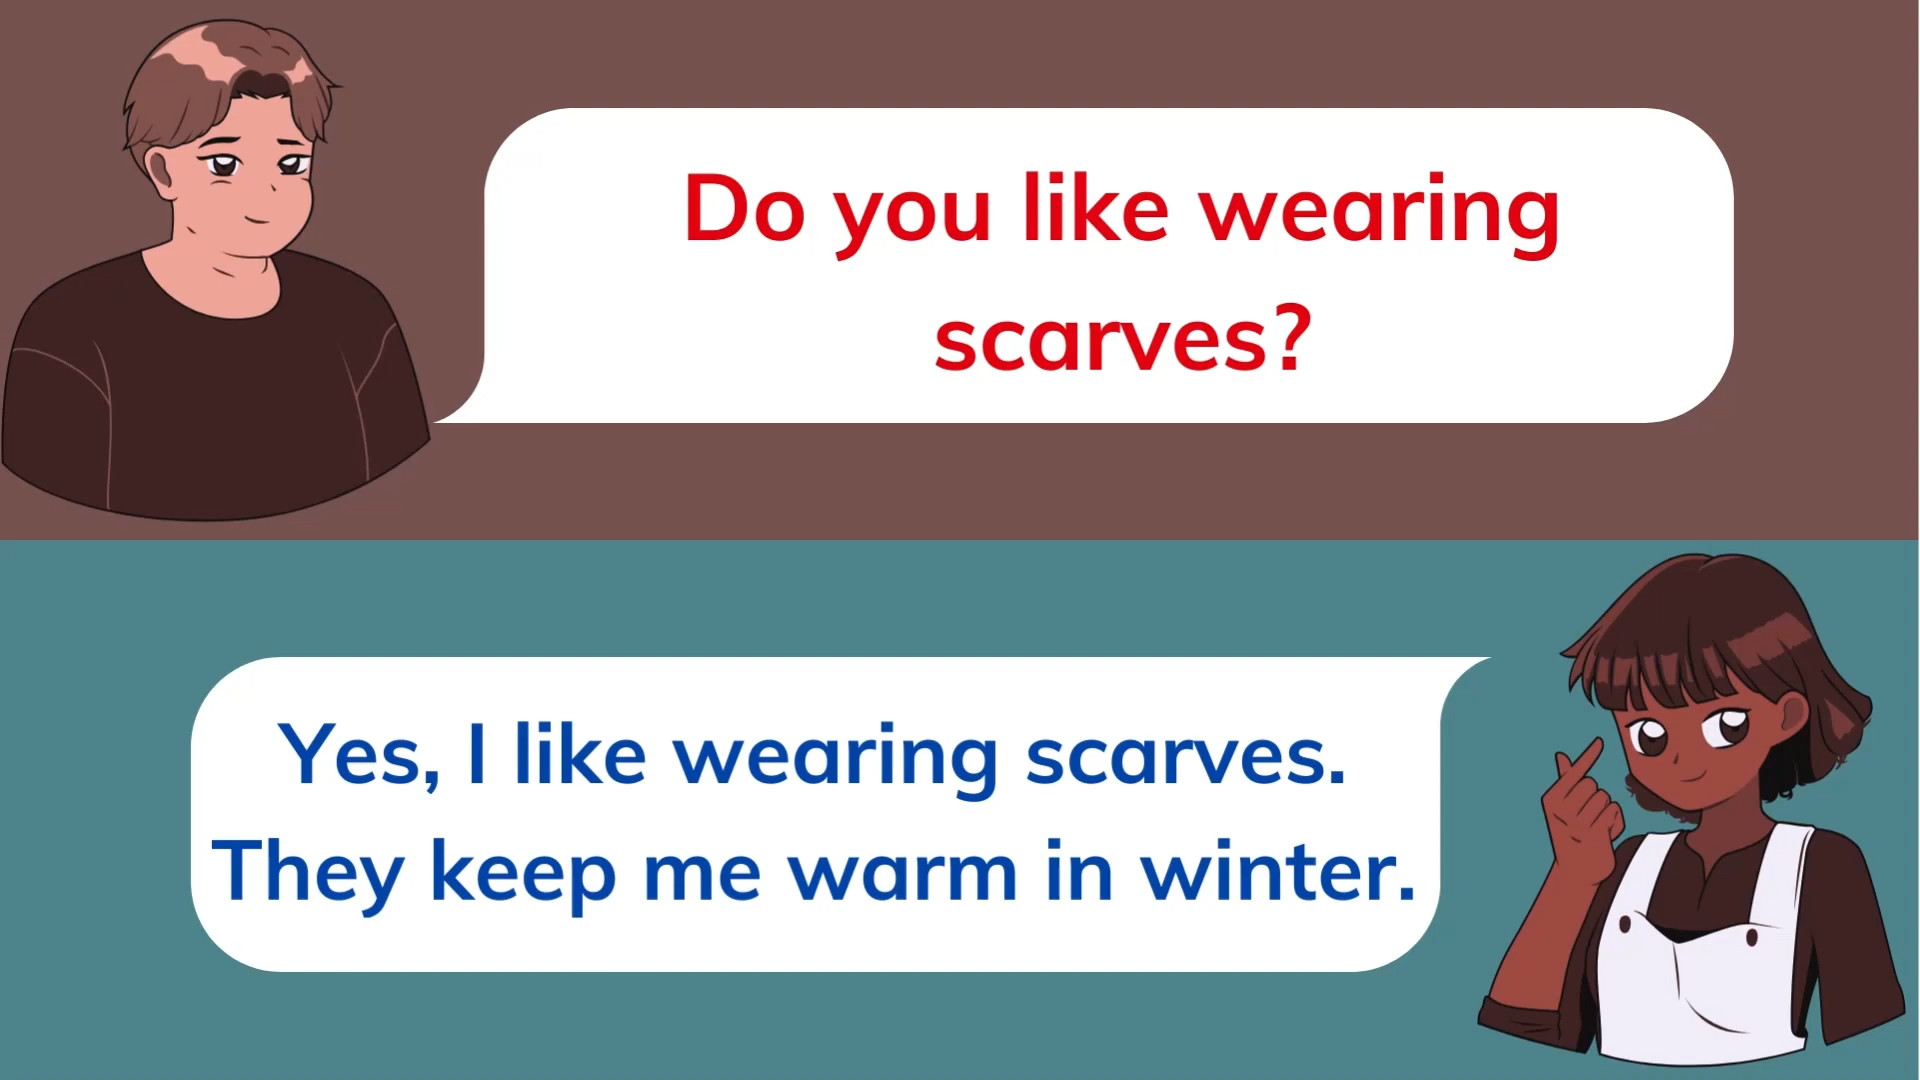 Do you like wearing
scarves?
Yes, I like wearing scarves.
They keep me warm in winter.